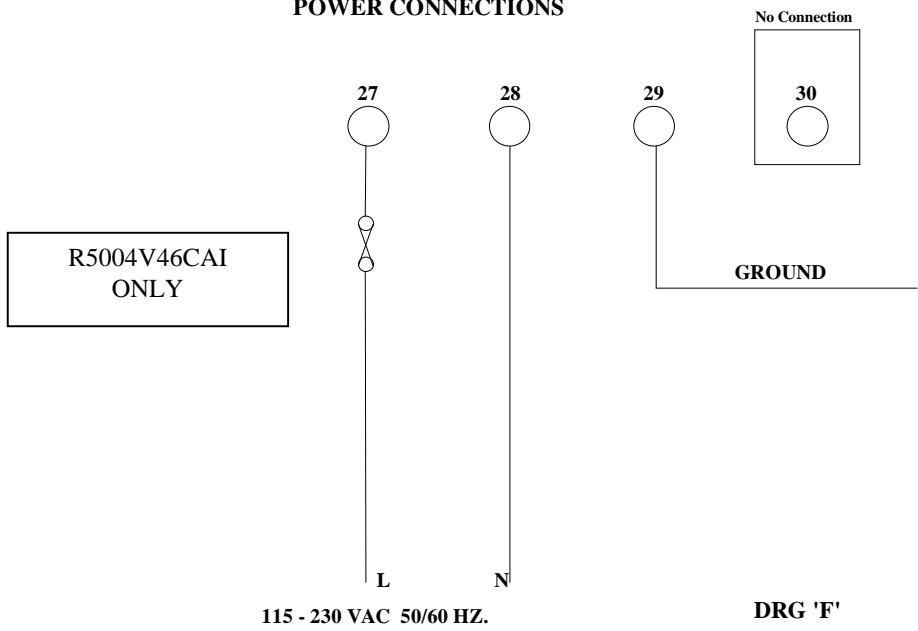 POWER CONNECTIONS
No Connection
27
28
29
30
R5004V46CAI
ONLY
GROUND
L
N
115 - 230 VAC 50/60 HZ.
DRG 'F'